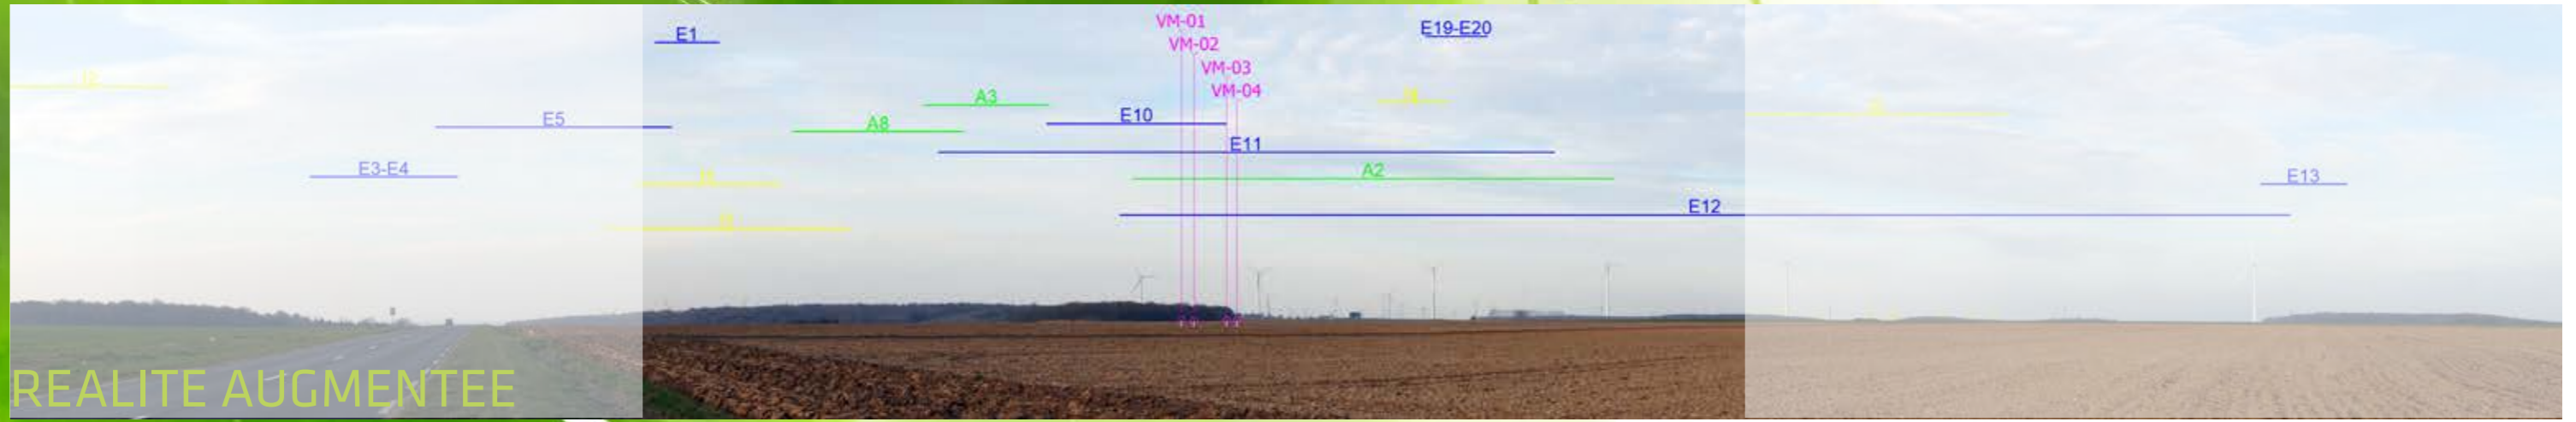 VM-01
E1
E19-E20
VM-02
VM-03
VM-04
A3
E10
E5
A8
E11
E3-E4
A2
E13
E12
REALITE AUGMENTEE